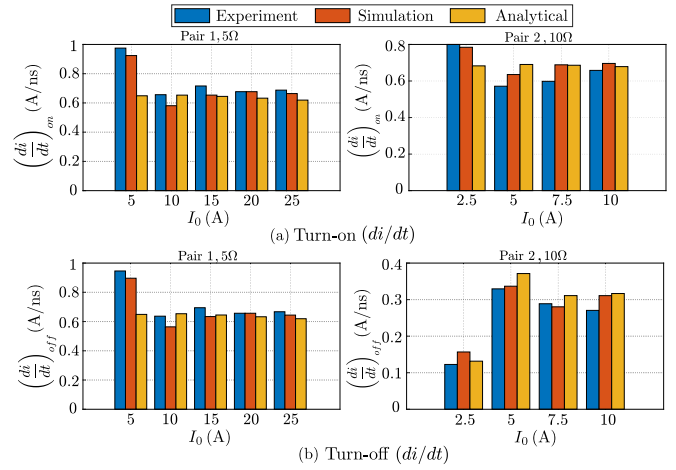 Experiment Simulation Analytical
Pair 1, 5Ω
1
0.8
0.6
0.4
0.2
0
(di/dt)on (A/ns)
5 10 15 20 25
I0 (A)
Pair 2, 10Ω
0.8
0.6
0.4
0.2
0
(di/dt)on (A/ns)
2.5 5 7.5 10
I0 (A)
(a) Turn-on (di/dt)
Pair 1, 5Ω
1
0.8
0.6
0.4
0.2
0
(di/dt)off (A/ns)
5 10 15 20 25
I0 (A)
Pair 2, 10Ω
0.4
0.3
0.2
0.1
0
(di/dt)off (A/ns)
2.5 5 7.5 10
I0 (A)
(b) Turn-off (di/dt)